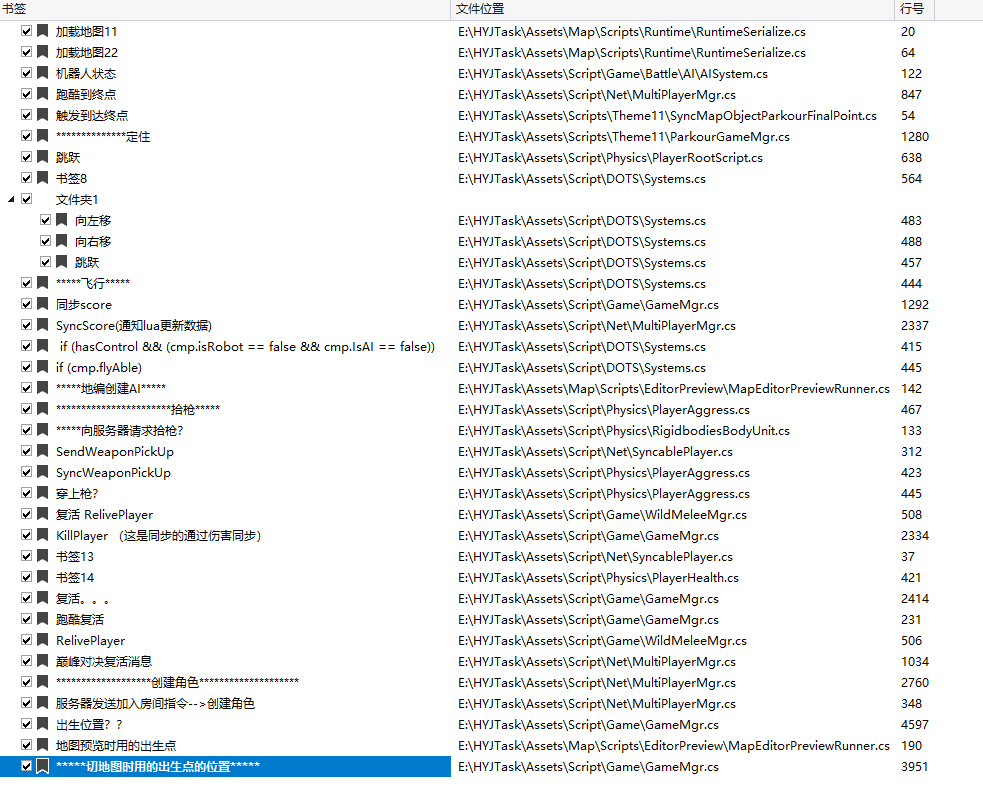 书签 文件位置 行号
加载地图11 E:\HYJTask\Assets\Map\Scripts\Runtime\RuntimeSerialize.cs 20
加载地图22 E:\HYJTask\Assets\Map\Scripts\Runtime\RuntimeSerialize.cs 64
机器人状态 E:\HYJTask\Assets\Script\Game\Battle\AI\AISystem.cs 122
跑酷到终点 E:\HYJTask\Assets\Script\Net\MultiPlayerMgr.cs 847
触发到达终点 E:\HYJTask\Assets\Scripts\Theme11\SyncMapObjectParkourFinalPoint.cs 54
**************定住 E:\HYJTask\Assets\Scripts\Theme11\ParkourGameMgr.cs 1280
跳跃 E:\HYJTask\Assets\Script\Physics\PlayerRootScript.cs 638
书签8 E:\HYJTask\Assets\Script\DOTS\Systems.cs 564
文件夹1
向左移 E:\HYJTask\Assets\Script\DOTS\Systems.cs 483
向右移 E:\HYJTask\Assets\Script\DOTS\Systems.cs 488
跳跃 E:\HYJTask\Assets\Script\DOTS\Systems.cs 457
*****飞行***** E:\HYJTask\Assets\Script\DOTS\Systems.cs 444
同步score E:\HYJTask\Assets\Script\Game\GameMgr.cs 1292
SyncScore(通知lua更新数据) E:\HYJTask\Assets\Script\Net\MultiPlayerMgr.cs 2337
if (hasControl && (cmp.isRobot == false && cmp.IsAI == false)) E:\HYJTask\Assets\Script\DOTS\Systems.cs 415
if (cmp.flyAble) E:\HYJTask\Assets\Script\DOTS\Systems.cs 445
*****地编创建AI***** E:\HYJTask\Assets\Map\Scripts\EditorPreview\MapEditorPreviewRunner.cs 142
***********************拾枪***** E:\HYJTask\Assets\Script\Physics\PlayerAggress.cs 467
*****向服务器请求拾枪? E:\HYJTask\Assets\Script\Physics\RigidbodiesBodyUnit.cs 133
SendWeaponPickUp E:\HYJTask\Assets\Script\Net\SyncablePlayer.cs 312
SyncWeaponPickUp E:\HYJTask\Assets\Script\Physics\PlayerAggress.cs 423
穿上枪? E:\HYJTask\Assets\Script\Physics\PlayerAggress.cs 445
复活 RelivePlayer E:\HYJTask\Assets\Script\Game\WildMeleeMgr.cs 508
KillPlayer （这是同步的通过伤害同步） E:\HYJTask\Assets\Script\Game\GameMgr.cs 2334
书签13 E:\HYJTask\Assets\Script\Net\SyncablePlayer.cs 37
书签14 E:\HYJTask\Assets\Script\Physics\PlayerHealth.cs 421
复活。。。 E:\HYJTask\Assets\Script\Game\GameMgr.cs 2414
跑酷复活 E:\HYJTask\Assets\Script\Game\GameMgr.cs 231
RelivePlayer E:\HYJTask\Assets\Script\Game\WildMeleeMgr.cs 506
巅峰对决复活消息 E:\HYJTask\Assets\Script\Net\MultiPlayerMgr.cs 1034
*******************创建角色******************** E:\HYJTask\Assets\Script\Net\MultiPlayerMgr.cs 2760
服务器发送加入房间指令-->创建角色 E:\HYJTask\Assets\Script\Net\MultiPlayerMgr.cs 348
出生位置？？ E:\HYJTask\Assets\Script\Game\GameMgr.cs 4597
地图预览时用的出生点 E:\HYJTask\Assets\Map\Scripts\EditorPreview\MapEditorPreviewRunner.cs 190
*****切地图时用的出生点的位置***** E:\HYJTask\Assets\Script\Game\GameMgr.cs 3951